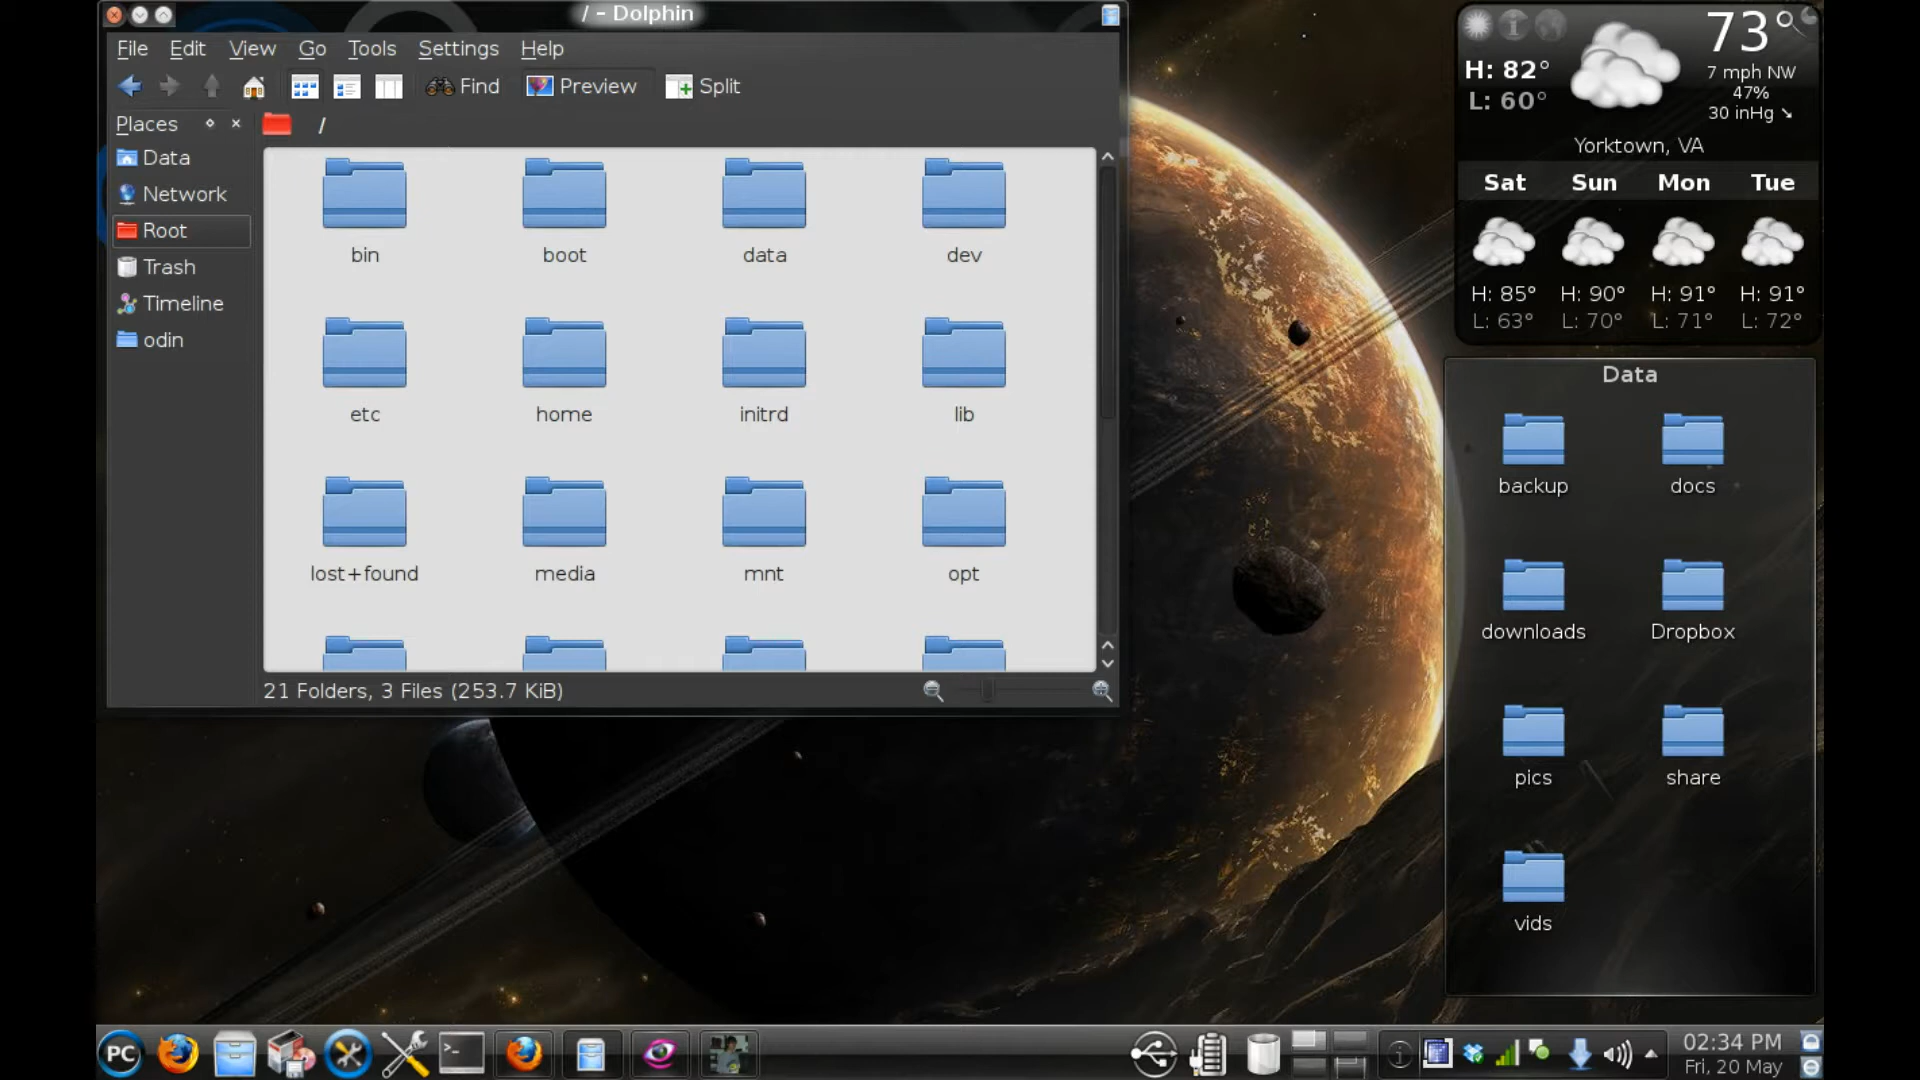 / – Dolphin
File Edit View Go Tools Settings Help
Find Preview Split
Places
/
Data
Network
Root
Trash
Timeline
odin
bin boot data dev
etc home initrd lib
lost+found media mnt opt
21 Folders, 3 Files (253.7 KiB)
73°
H: 82°
L: 60°
7 mph NW
47%
30 inHg ↘
Yorktown, VA
Sat Sun Mon Tue
H: 85° H: 90° H: 91° H: 91°
L: 63° L: 70° L: 71° L: 72°
Data
backup docs
downloads Dropbox
pics share
vids
PC
>_
02:34 PM
Fri, 20 May